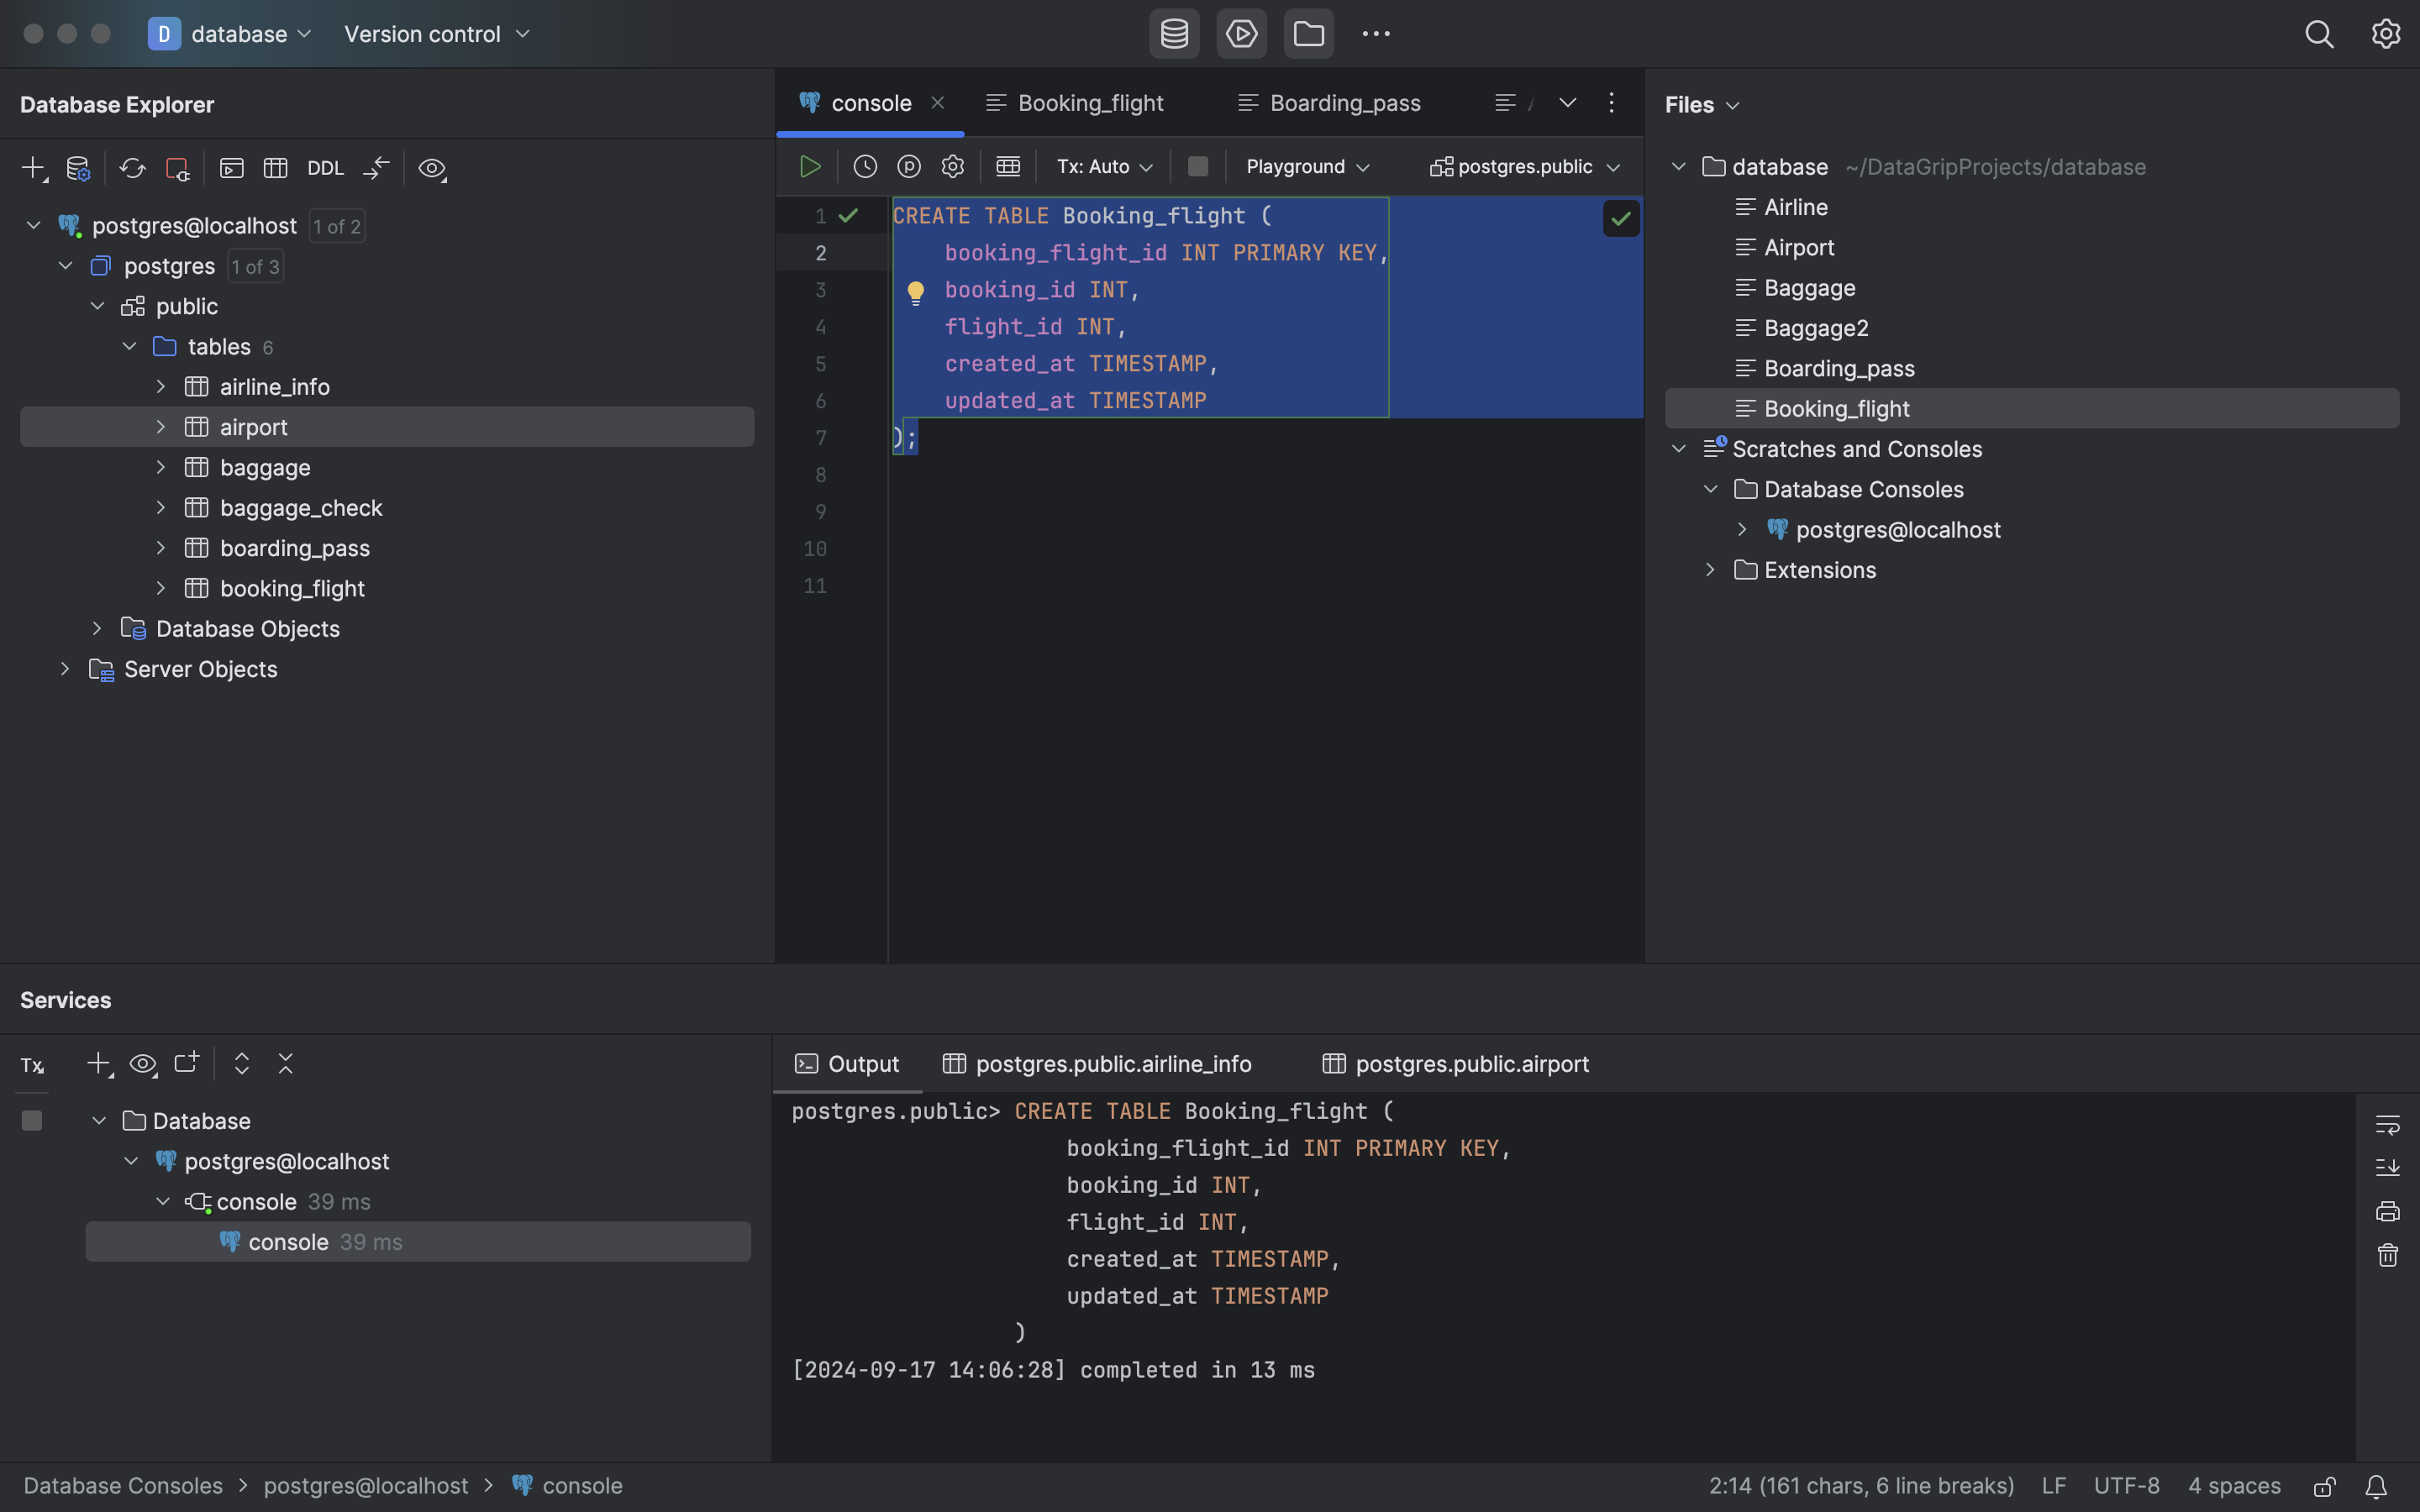 D database Version control
Database Explorer
DDL
postgres@localhost 1 of 2
postgres 1 of 3
public
tables 6
airline_info
airport
baggage
baggage_check
boarding_pass
booking_flight
Database Objects
Server Objects
console Booking_flight Boarding_pass
Tx: Auto Playground postgres.public
1 CREATE TABLE Booking_flight (
2 booking_flight_id INT PRIMARY KEY,
3 booking_id INT,
4 flight_id INT,
5 created_at TIMESTAMP,
6 updated_at TIMESTAMP
7 );
8
9
10
11
Files
database ~/DataGripProjects/database
Airline
Airport
Baggage
Baggage2
Boarding_pass
Booking_flight
Scratches and Consoles
Database Consoles
postgres@localhost
Extensions
Services
Tx
Database
postgres@localhost
console 39 ms
console 39 ms
Output postgres.public.airline_info postgres.public.airport
postgres.public> CREATE TABLE Booking_flight (
booking_flight_id INT PRIMARY KEY,
booking_id INT,
flight_id INT,
created_at TIMESTAMP,
updated_at TIMESTAMP
)
[2024-09-17 14:06:28] completed in 13 ms
Database Consoles > postgres@localhost > console
2:14 (161 chars, 6 line breaks) LF UTF-8 4 spaces